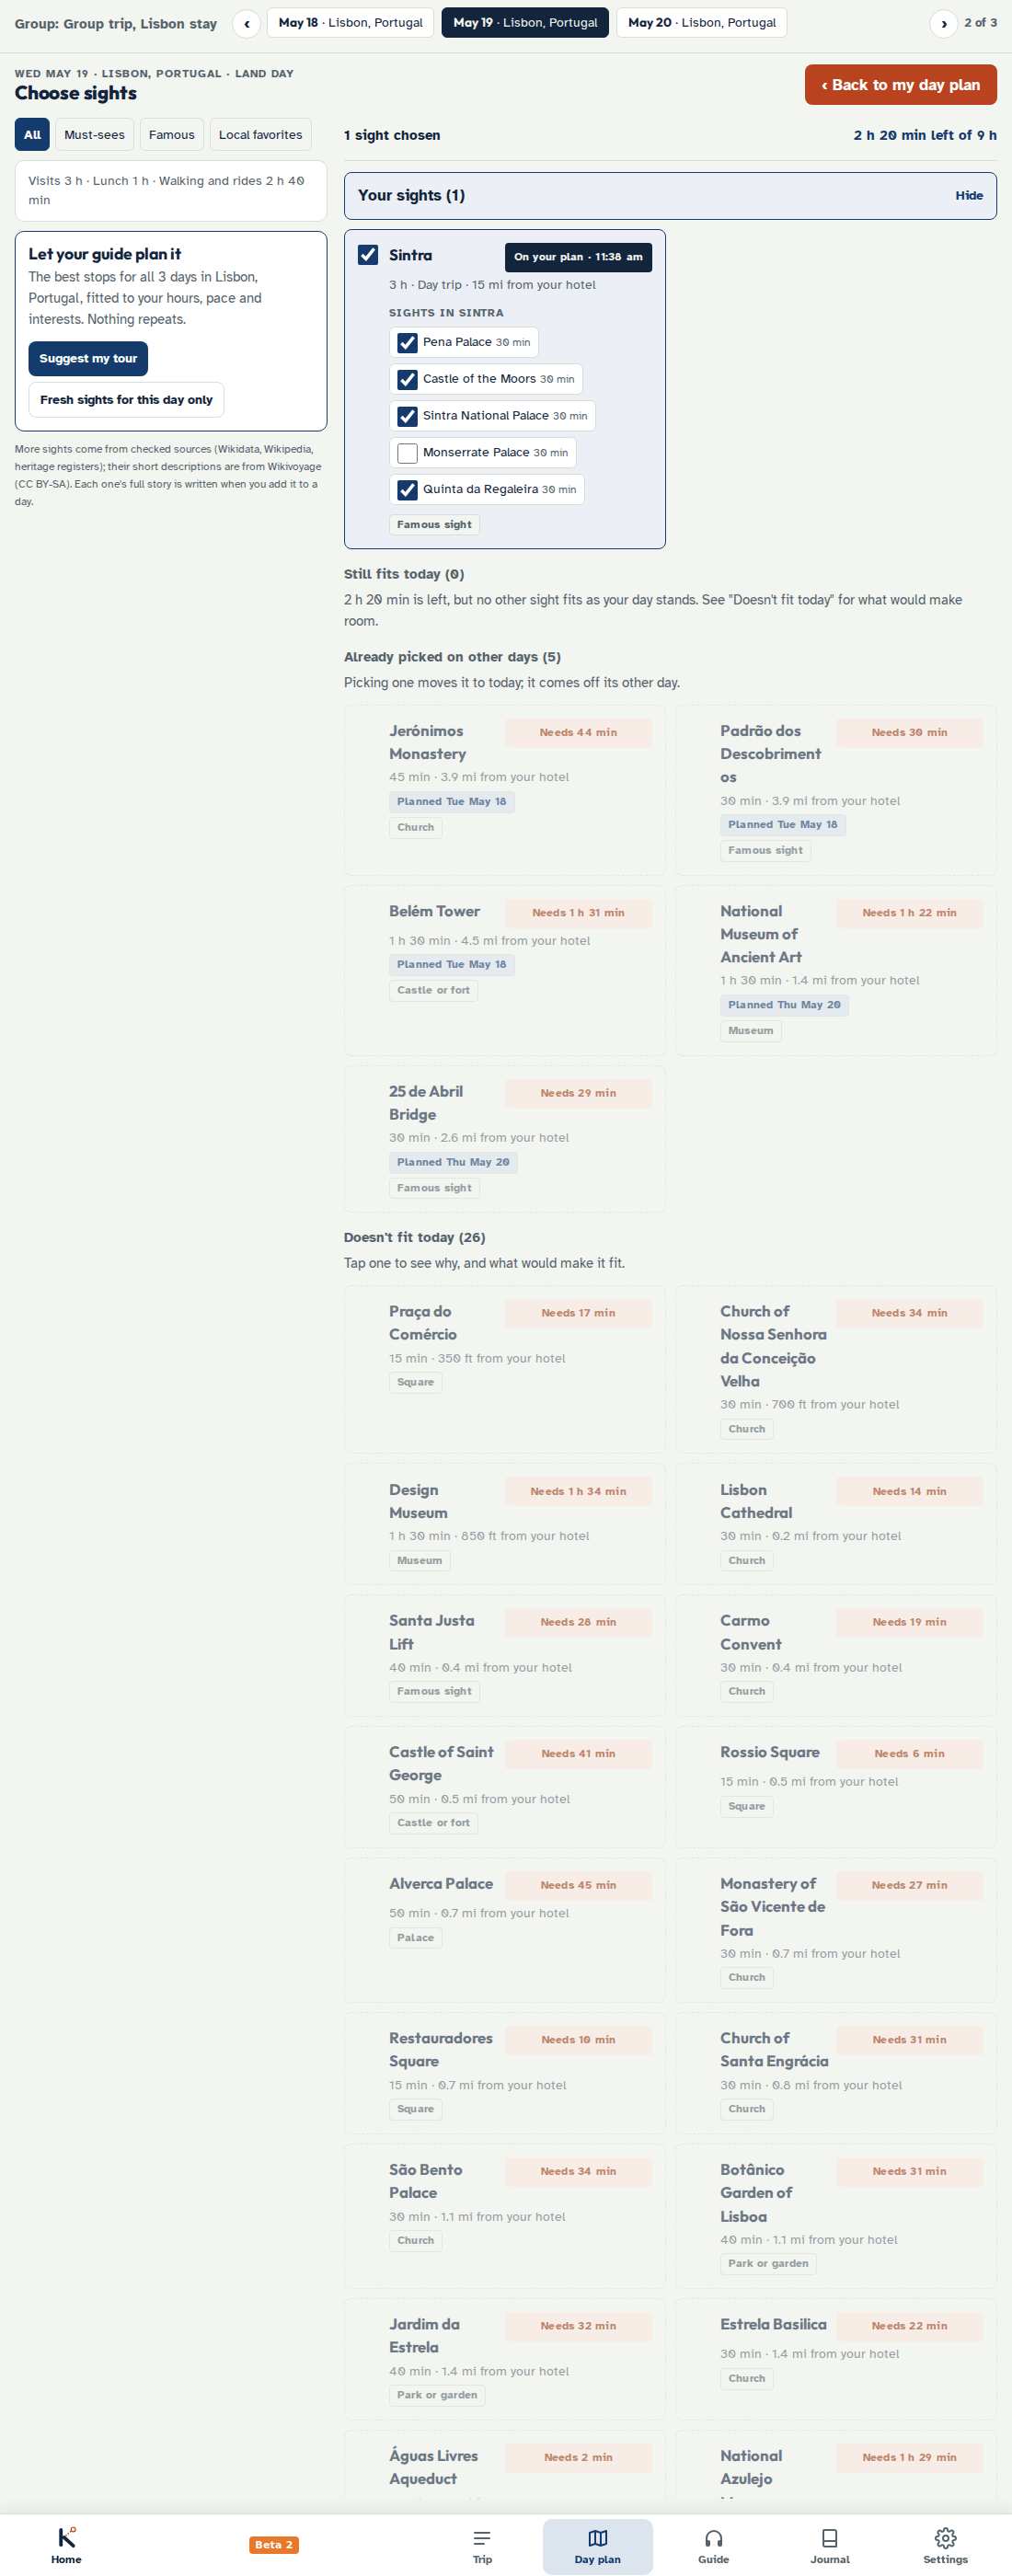 Group: Group trip, Lisbon stay
‹
May 18 · Lisbon, Portugal
May 19 · Lisbon, Portugal
May 20 · Lisbon, Portugal
›
2 of 3
WED MAY 19 · LISBON, PORTUGAL · LAND DAY
Choose sights
‹ Back to my day plan
All
Must-sees
Famous
Local favorites
Visits 3 h · Lunch 1 h · Walking and rides 2 h 40
min
Let your guide plan it
The best stops for all 3 days in Lisbon,
Portugal, fitted to your hours, pace and
interests. Nothing repeats.
Suggest my tour
Fresh sights for this day only
More sights come from checked sources (Wikidata, Wikipedia,
heritage registers); their short descriptions are from Wikivoyage
(CC BY-SA). Each one's full story is written when you add it to a
day.
1 sight chosen
2 h 20 min left of 9 h
Your sights (1)
Hide
Sintra
On your plan · 11:38 am
3 h · Day trip · 15 mi from your hotel
SIGHTS IN SINTRA
Pena Palace 30 min
Castle of the Moors 30 min
Sintra National Palace 30 min
Monserrate Palace 30 min
Quinta da Regaleira 30 min
Famous sight
Still fits today (0)
2 h 20 min is left, but no other sight fits as your day stands. See "Doesn't fit today" for what would make
room.
Already picked on other days (5)
Picking one moves it to today; it comes off its other day.
Jerónimos
Monastery
Needs 44 min
45 min · 3.9 mi from your hotel
Planned Tue May 18
Church
Padrão dos
Descobriment
os
Needs 30 min
30 min · 3.9 mi from your hotel
Planned Tue May 18
Famous sight
Belém Tower
Needs 1 h 31 min
1 h 30 min · 4.5 mi from your hotel
Planned Tue May 18
Castle or fort
National
Museum of
Ancient Art
Needs 1 h 22 min
1 h 30 min · 1.4 mi from your hotel
Planned Thu May 20
Museum
25 de Abril
Bridge
Needs 29 min
30 min · 2.6 mi from your hotel
Planned Thu May 20
Famous sight
Doesn't fit today (26)
Tap one to see why, and what would make it fit.
Praça do
Comércio
Needs 17 min
15 min · 350 ft from your hotel
Square
Church of
Nossa Senhora
da Conceição
Velha
Needs 34 min
30 min · 700 ft from your hotel
Church
Design
Museum
Needs 1 h 34 min
1 h 30 min · 850 ft from your hotel
Museum
Lisbon
Cathedral
Needs 14 min
30 min · 0.2 mi from your hotel
Church
Santa Justa
Lift
Needs 28 min
40 min · 0.4 mi from your hotel
Famous sight
Carmo
Convent
Needs 19 min
30 min · 0.4 mi from your hotel
Church
Castle of Saint
George
Needs 41 min
50 min · 0.5 mi from your hotel
Castle or fort
Rossio Square
Needs 6 min
15 min · 0.5 mi from your hotel
Square
Alverca Palace
Needs 45 min
50 min · 0.7 mi from your hotel
Palace
Monastery of
São Vicente de
Fora
Needs 27 min
30 min · 0.7 mi from your hotel
Church
Restauradores
Square
Needs 10 min
15 min · 0.7 mi from your hotel
Square
Church of
Santa Engrácia
Needs 31 min
30 min · 0.8 mi from your hotel
Church
São Bento
Palace
Needs 34 min
30 min · 1.1 mi from your hotel
Church
Botânico
Garden of
Lisboa
Needs 31 min
40 min · 1.1 mi from your hotel
Park or garden
Jardim da
Estrela
Needs 32 min
40 min · 1.4 mi from your hotel
Park or garden
Estrela Basilica
Needs 22 min
30 min · 1.4 mi from your hotel
Church
Águas Livres
Aqueduct
Needs 2 min
National
Azulejo
Needs 1 h 29 min
Home
Beta 2
Trip
Day plan
Guide
Journal
Settings